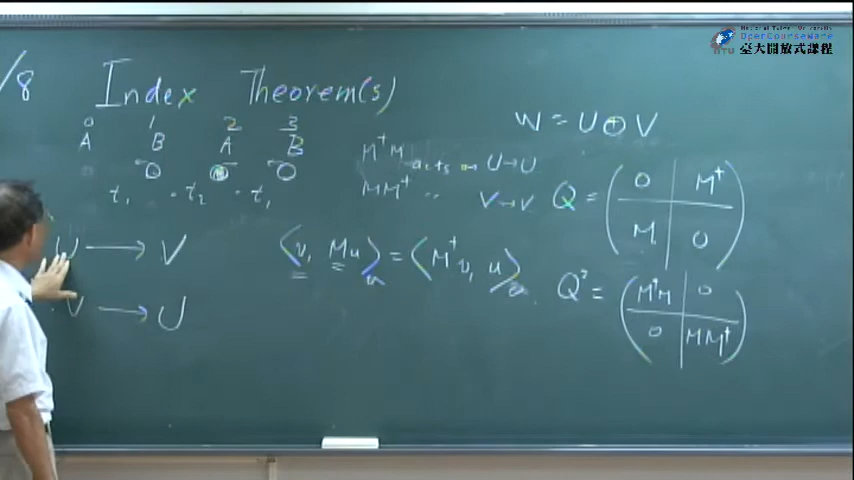 /8 Index Theorem(s)
0 1 2 3
A B A B
t₁ t₂ t₁
U ⟶ V
V ⟶ U
M†M acts on U→U
MM† " V→V
⟨v, Mu⟩ = ⟨M†v, u⟩
W = U ⊕ V
Q = ( 0 | M†
M | 0 )
Q² = ( M†M | 0
0 | MM† )
OpenCourseWare
NTU 臺大開放式課程